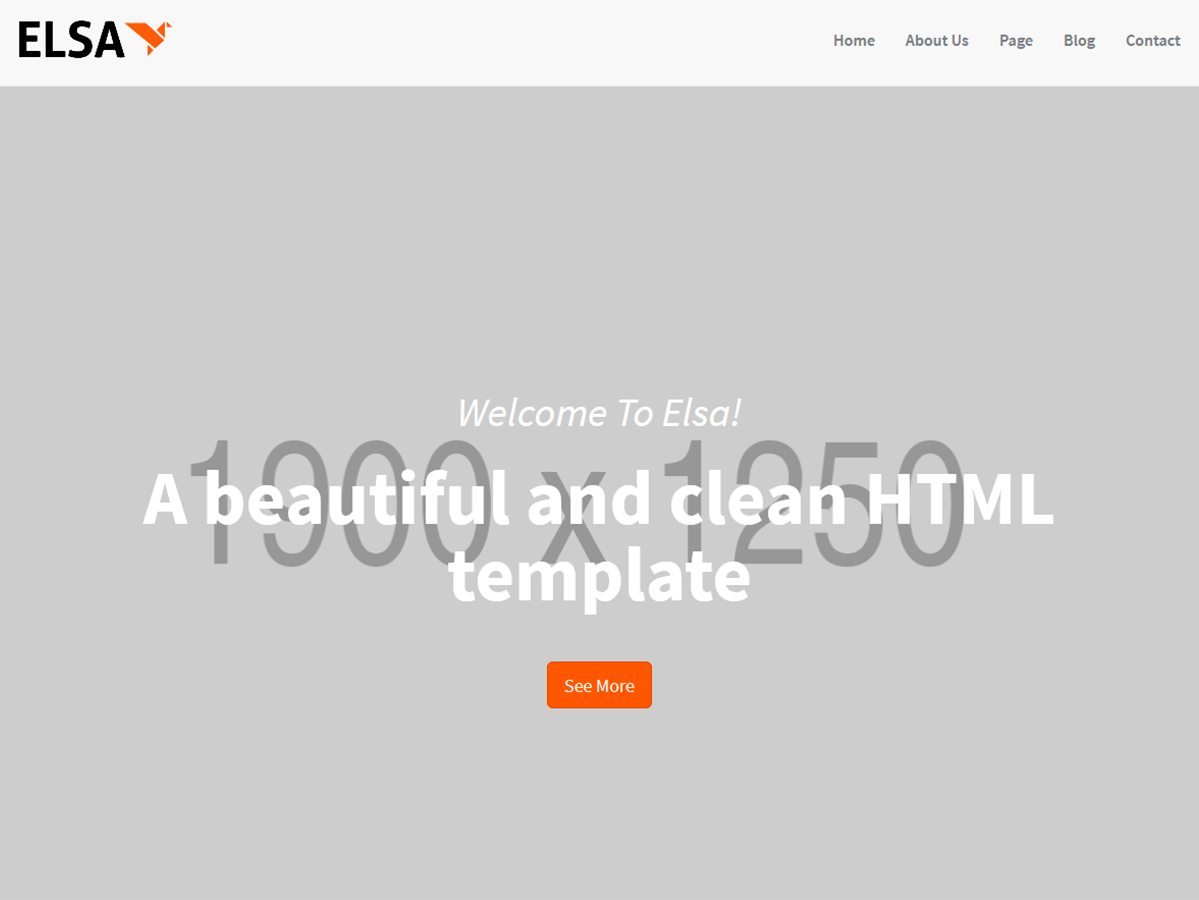 ELSA
Home About Us Page Blog Contact
Welcome To Elsa!
1900 x 1250
A beautiful and clean HTML
template
See More